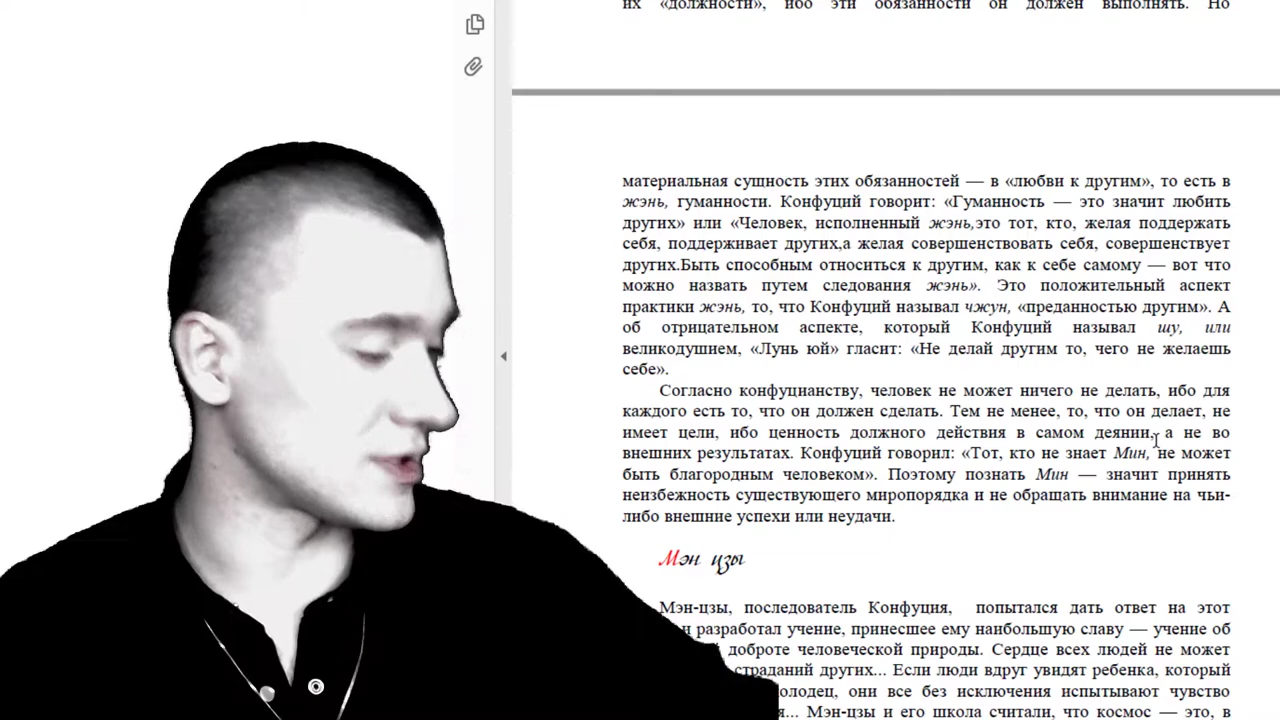 их «должности», ибо эти обязанности он должен выполнять. Но
материальная сущность этих обязанностей — в «любви к другим», то есть в
жэнь, гуманности. Конфуций говорит: «Гуманность — это значит любить
других» или «Человек, исполненный жэнь,это тот, кто, желая поддержать
себя, поддерживает других,а желая совершенствовать себя, совершенствует
других.Быть способным относиться к другим, как к себе самому — вот что
можно назвать путем следования жэнь». Это положительный аспект
практики жэнь, то, что Конфуций называл чжун, «преданностью другим». А
об отрицательном аспекте, который Конфуций называл шу, или
великодушием, «Лунь юй» гласит: «Не делай другим то, чего не желаешь
себе».
Согласно конфуцианству, человек не может ничего не делать, ибо для
каждого есть то, что он должен сделать. Тем не менее, то, что он делает, не
имеет цели, ибо ценность должного действия в самом деянии, а не во
внешних результатах. Конфуций говорил: «Тот, кто не знает Мин, не может
быть благородным человеком». Поэтому познать Мин — значит принять
неизбежность существующего миропорядка и не обращать внимание на чьи-
либо внешние успехи или неудачи.
Мэн цзы
Мэн-цзы, последователь Конфуция, попытался дать ответ на этот
разработал учение, принесшее ему наибольшую славу — учение об
доброте человеческой природы. Сердце всех людей не может
страданий других... Если люди вдруг увидят ребенка, который
они все без исключения испытывают чувство
... Мэн-цзы и его школа считали, что космос — это, в